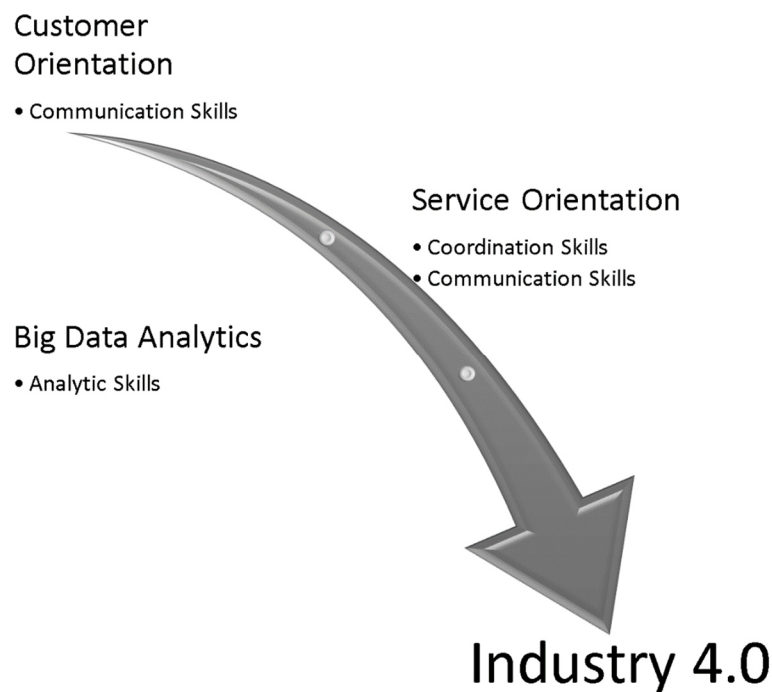 Customer
Orientation
• Communication Skills
Service Orientation
• Coordination Skills
• Communication Skills
Big Data Analytics
• Analytic Skills
Industry 4.0